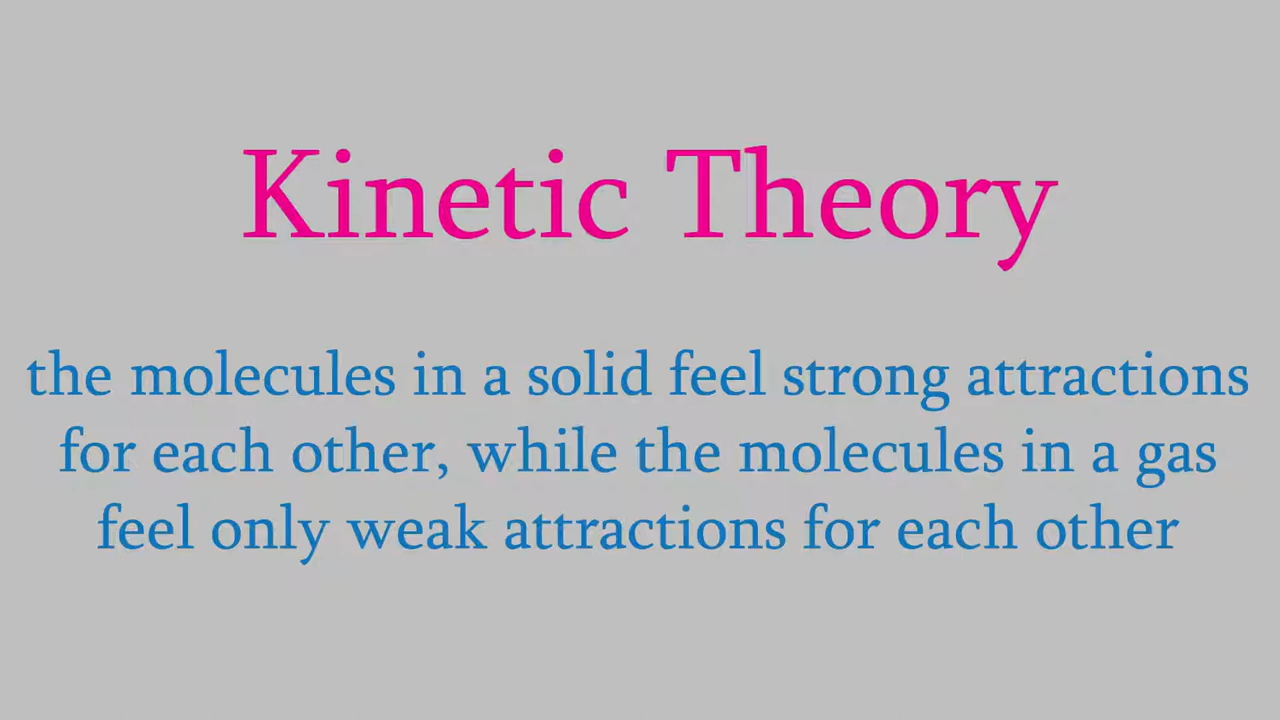 Kinetic Theory
the molecules in a solid feel strong attractions
for each other, while the molecules in a gas
feel only weak attractions for each other